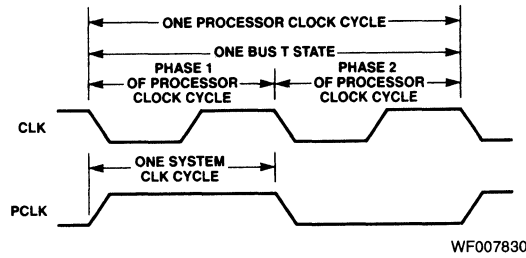 ONE PROCESSOR CLOCK CYCLE
ONE BUS T STATE
PHASE 1
OF PROCESSOR
CLOCK CYCLE
PHASE 2
OF PROCESSOR
CLOCK CYCLE
CLK
ONE SYSTEM
CLK CYCLE
PCLK
WF007830